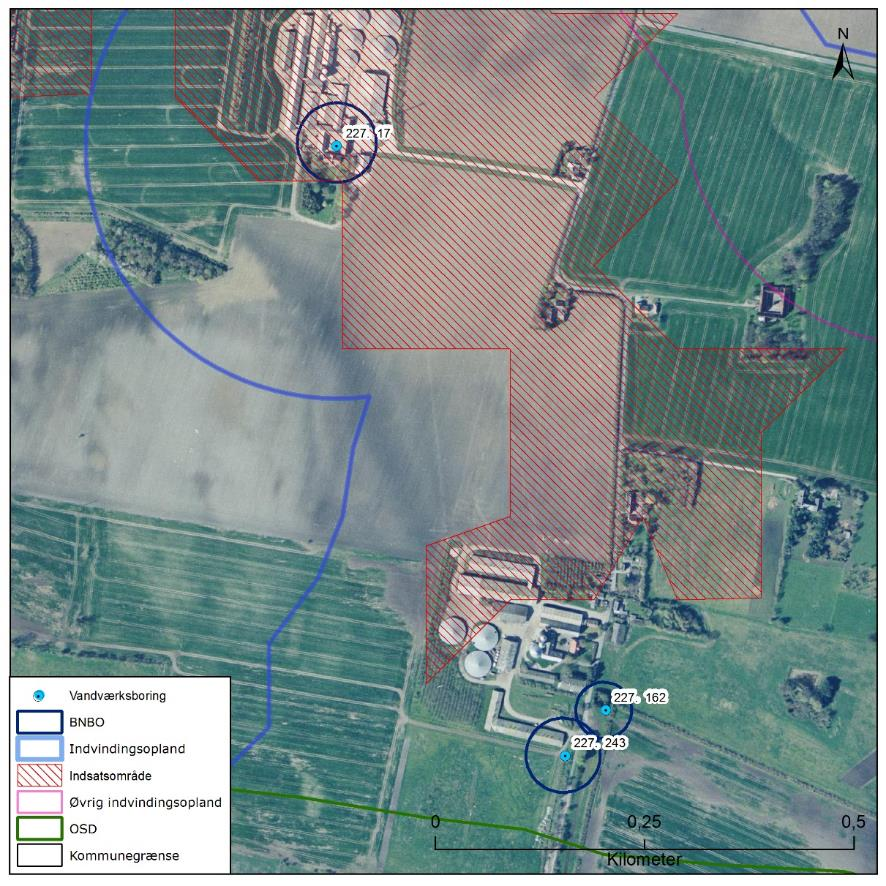 N
227. 17
227. 162
227. 243
Vandværksboring
BNBO
Indvindingsopland
Indsatsområde
Øvrig indvindingsopland
OSD
Kommunegrænse
0 0,25 0,5
Kilometer